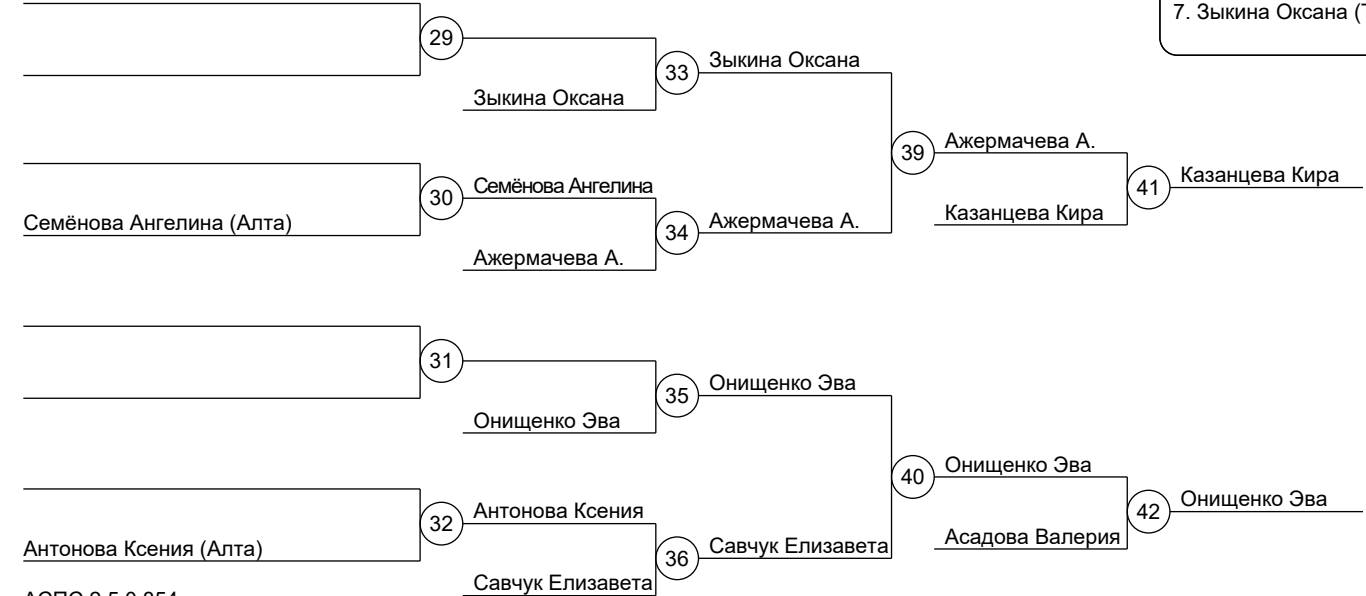 7. Зыкина Оксана (
29
33
Зыкина Оксана
Зыкина Оксана
39
Ажермачева А.
41
Казанцева Кира
30
Семёнова Ангелина
Семёнова Ангелина (Алта)
34
Ажермачева А.
Казанцева Кира
Ажермачева А.
31
35
Онищенко Эва
Онищенко Эва
40
Онищенко Эва
42
Онищенко Эва
32
Антонова Ксения
Антонова Ксения (Алта)
36
Савчук Елизавета
Асадова Валерия
Савчук Елизавета